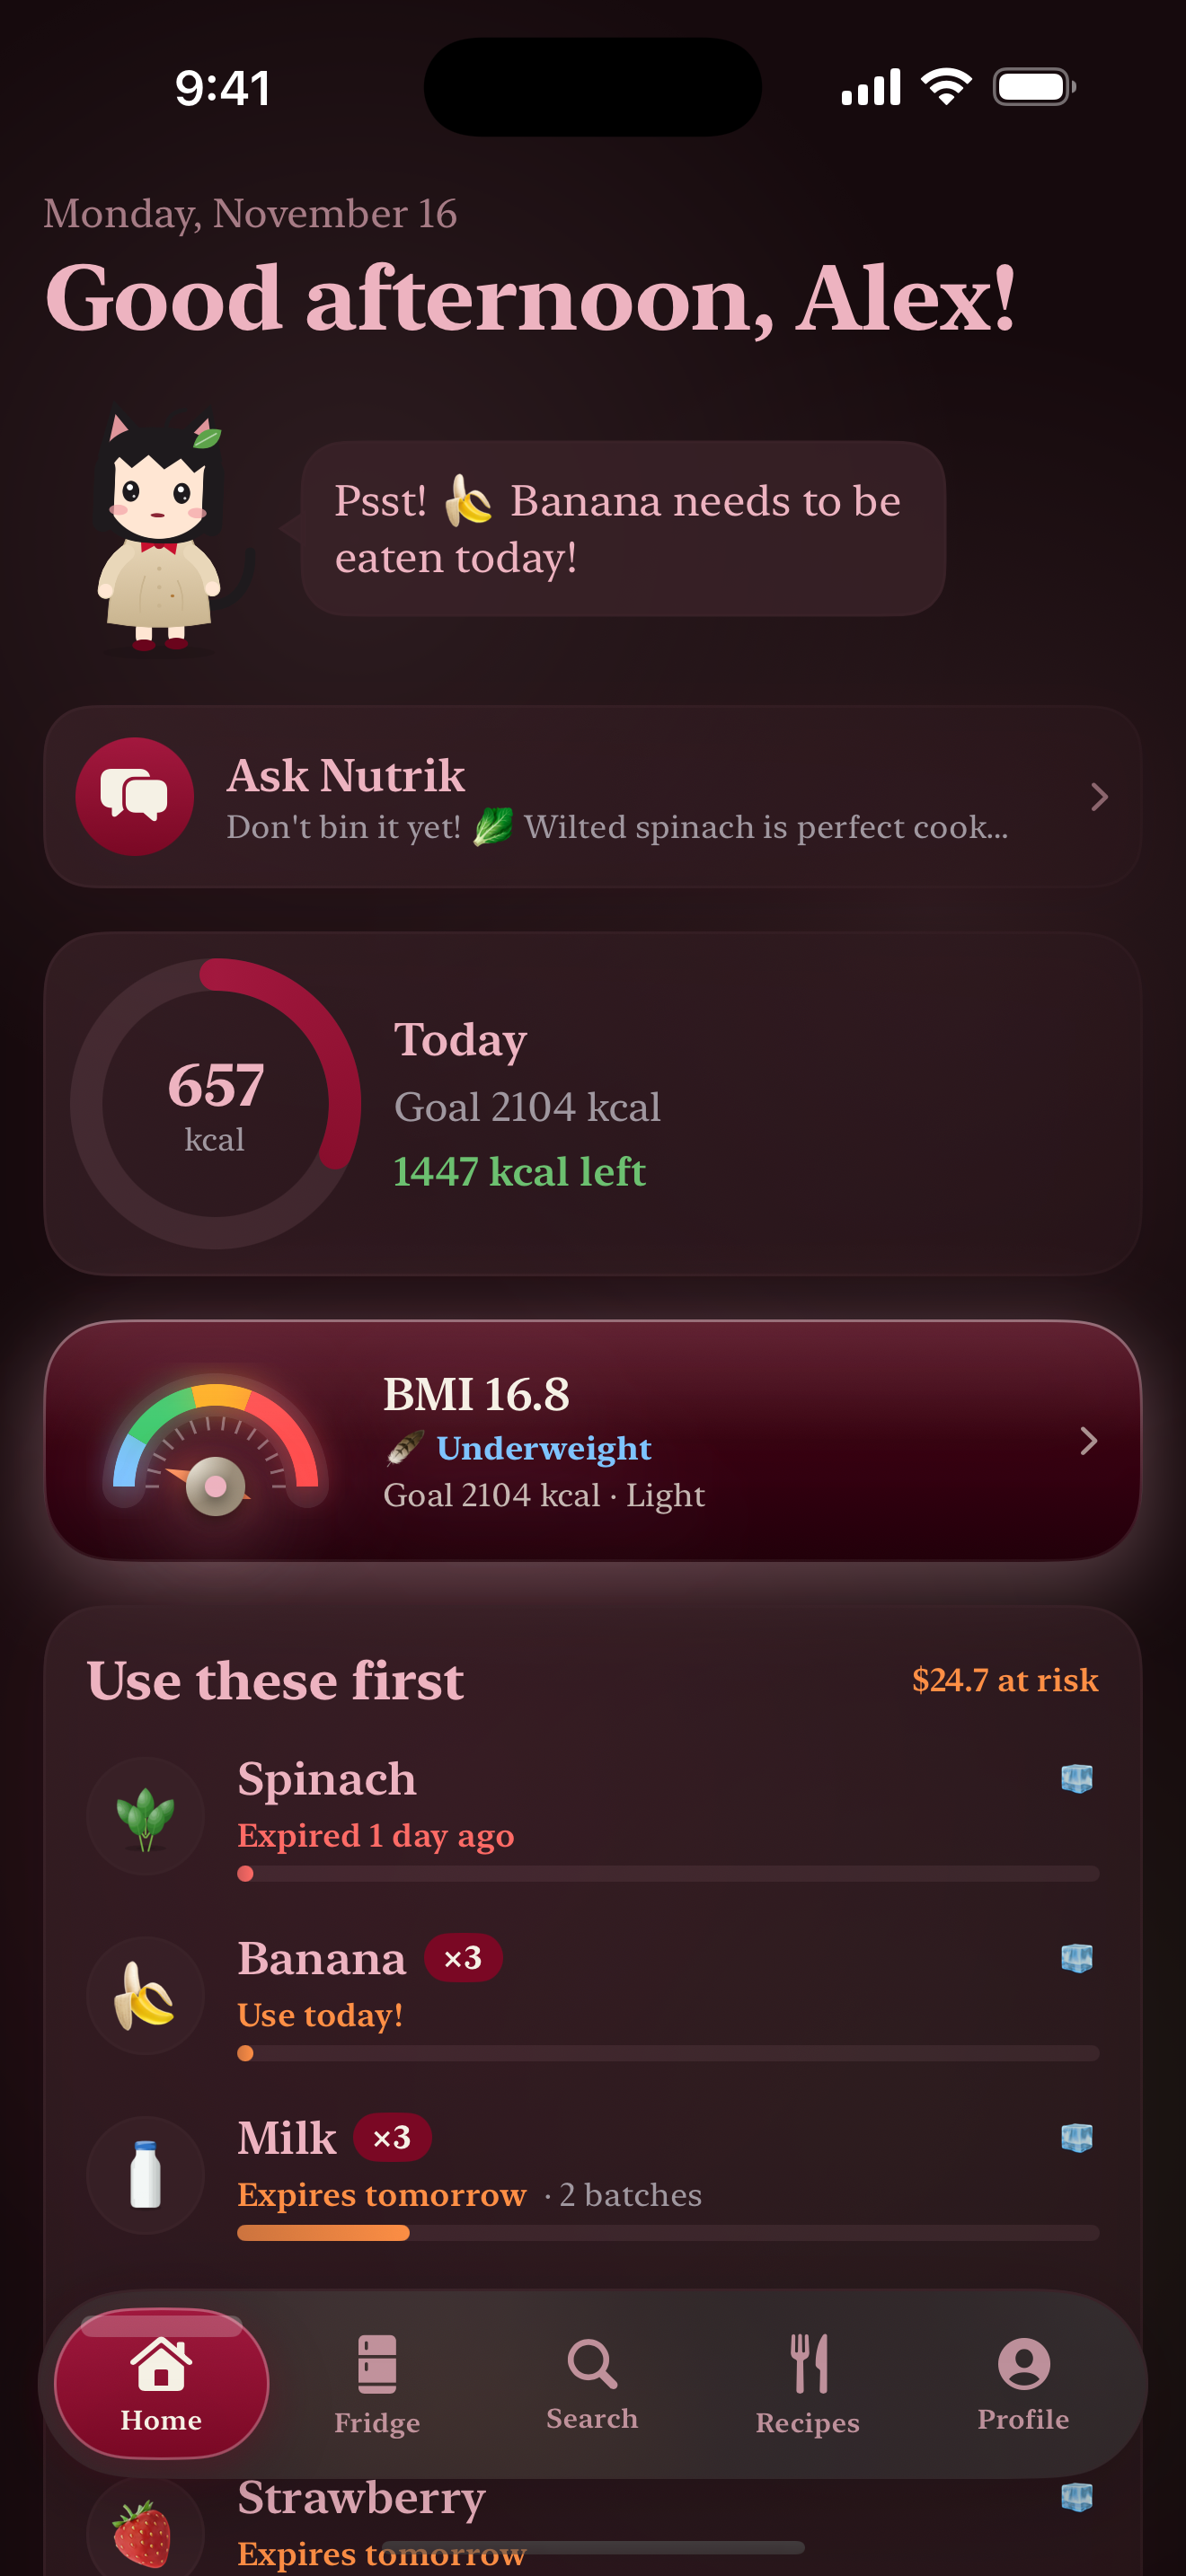 9:41
Monday, November 16
Good afternoon, Alex!
Psst! 🍌 Banana needs to be
eaten today!
Ask Nutrik
Don't bin it yet! 🥬 Wilted spinach is perfect cook...
657
kcal
Today
Goal 2104 kcal
1447 kcal left
BMI 16.8
🪶 Underweight
Goal 2104 kcal · Light
Use these first
$24.7 at risk
Spinach
Expired 1 day ago
Banana ×3
Use today!
Milk ×3
Expires tomorrow · 2 batches
Home
Fridge
Search
Recipes
Profile
Strawberry
Expires tomorrow